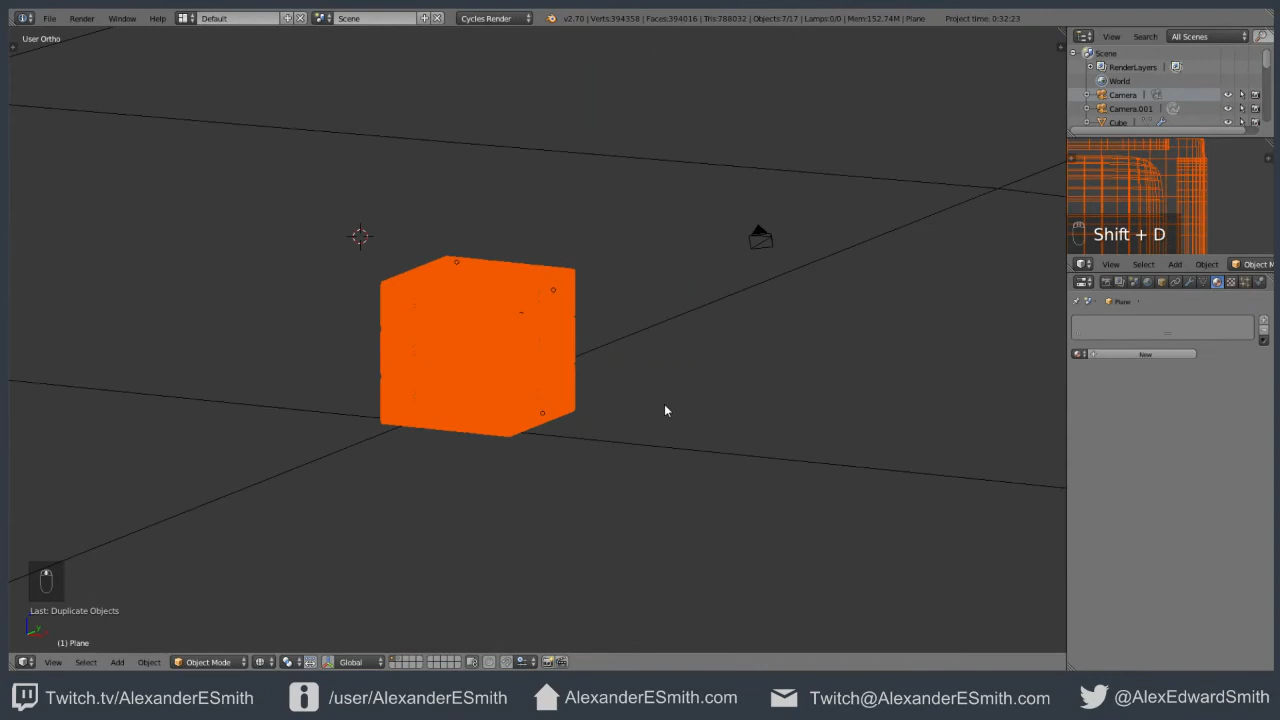 File Render Window Help Default Scene Cycles Render v2.70 | Verts:394358 | Faces:394016 | Tris:788032 | Objects:7/17 | Lamps:0/0 | Mem:152.74M | Plane Project time: 0:32:23
User Ortho
View Search All Scenes
Scene
RenderLayers
World
Camera
Camera.001
Cube
Shift + D
View Select Add Object Object M
Plane
New
Last: Duplicate Objects
(1) Plane
View Select Add Object Object Mode Global
Twitch.tv/AlexanderESmith /user/AlexanderESmith AlexanderESmith.com Twitch@AlexanderESmith.com @AlexEdwardSmith